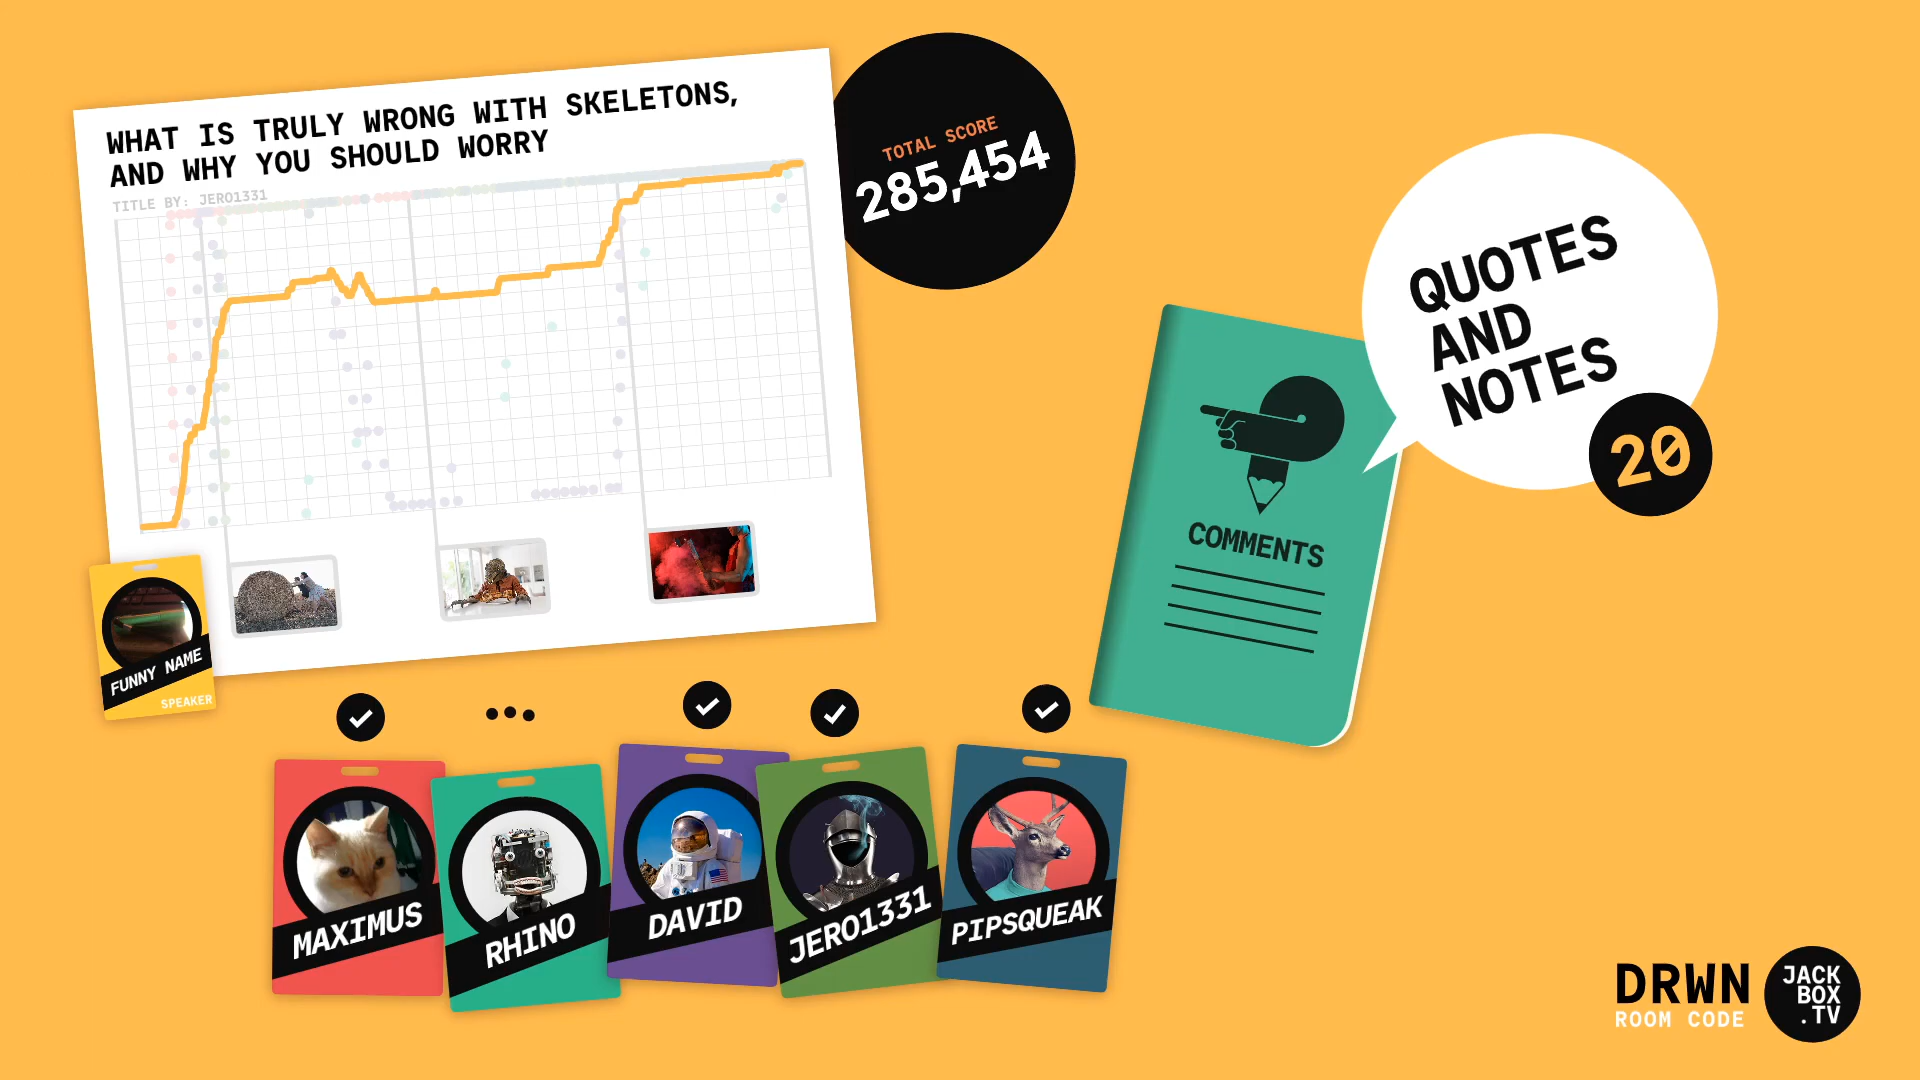 WHAT IS TRULY WRONG WITH SKELETONS,
AND WHY YOU SHOULD WORRY
TITLE BY: JERO1331
TOTAL SCORE
285,454
QUOTES
AND
NOTES
20
COMMENTS
FUNNY NAME
SPEAKER
MAXIMUS
RHINO
DAVID
JERO1331
PIPSQUEAK
DRWN
ROOM CODE
JACK
BOX
.TV